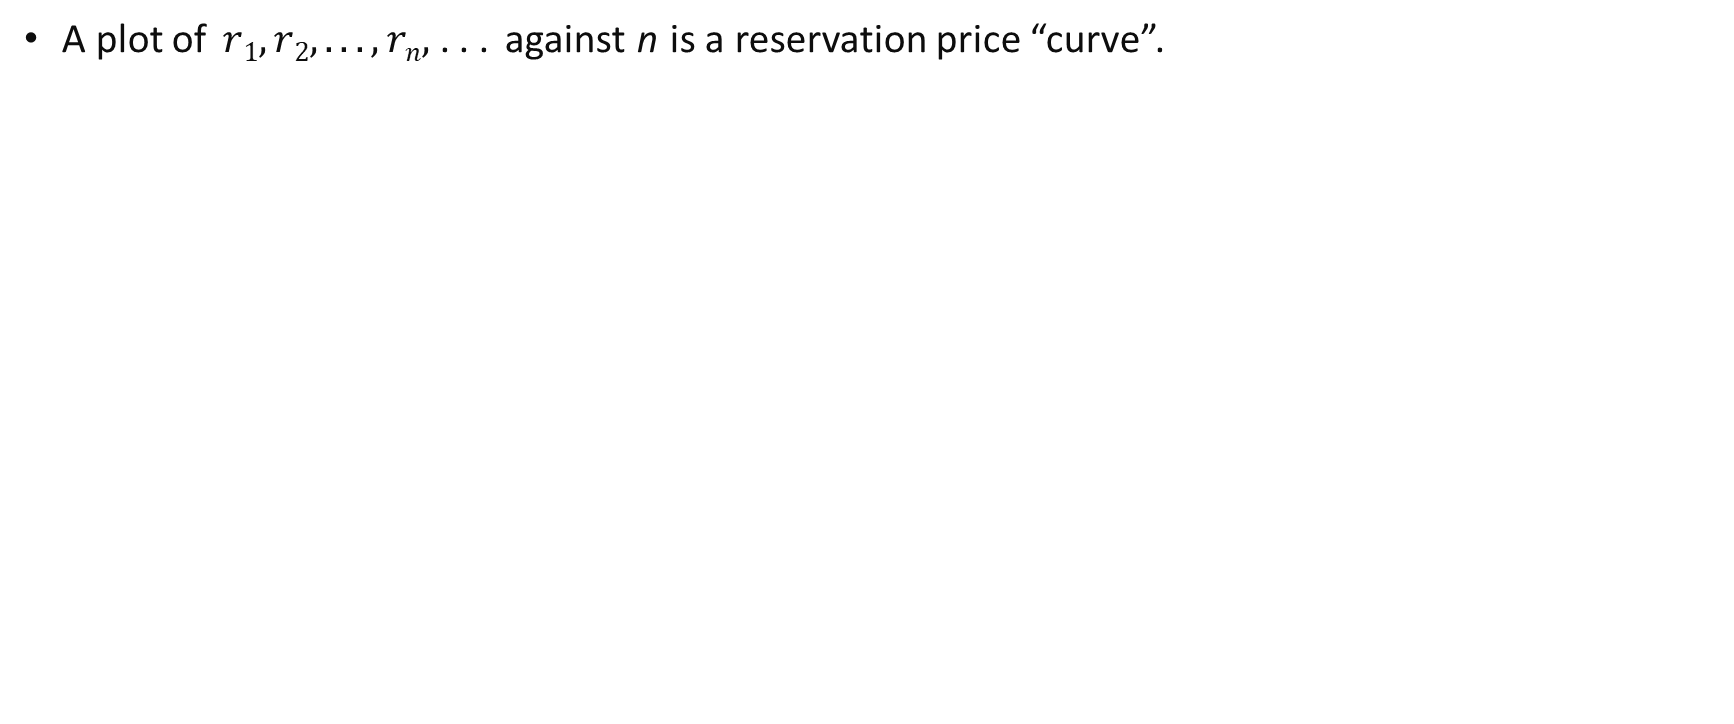 • A plot of r₁, r₂, . . . , rₙ, . . . against n is a reservation price “curve”.